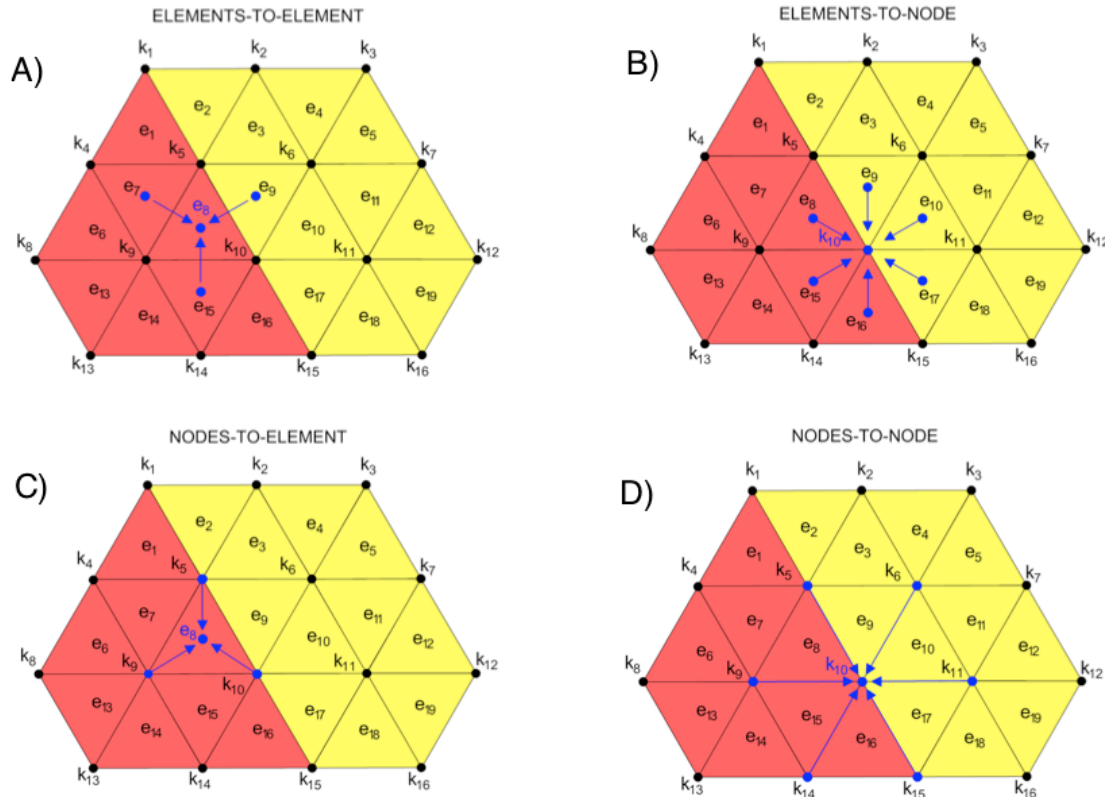 ELEMENTS-TO-ELEMENT
A)
k1 k2 k3
e2 e4
e1 e3 e5
k4 k5 k6 k7
e7 e8 e9 e11
e6 e10 e12
k8 k9 k10 k11 k12
e13 e15 e17 e19
e14 e16 e18
k13 k14 k15 k16
ELEMENTS-TO-NODE
B)
k1 k2 k3
e2 e4
e1 e3 e5
k4 k5 k6 k7
e7 e9 e11
e6 e8 e10 e12
k8 k9 k10 k11 k12
e13 e15 e17 e19
e14 e16 e18
k13 k14 k15 k16
NODES-TO-ELEMENT
C)
k1 k2 k3
e2 e4
e1 e3 e5
k4 k5 k6 k7
e7 e9 e11
e6 e8 e10 e12
k8 k9 k10 k11 k12
e13 e15 e17 e19
e14 e16 e18
k13 k14 k15 k16
NODES-TO-NODE
D)
k1 k2 k3
e2 e4
e1 e3 e5
k4 k5 k6 k7
e7 e9 e11
e6 e8 e10 e12
k8 k9 k10 k11 k12
e13 e15 e17 e19
e14 e16 e18
k13 k14 k15 k16